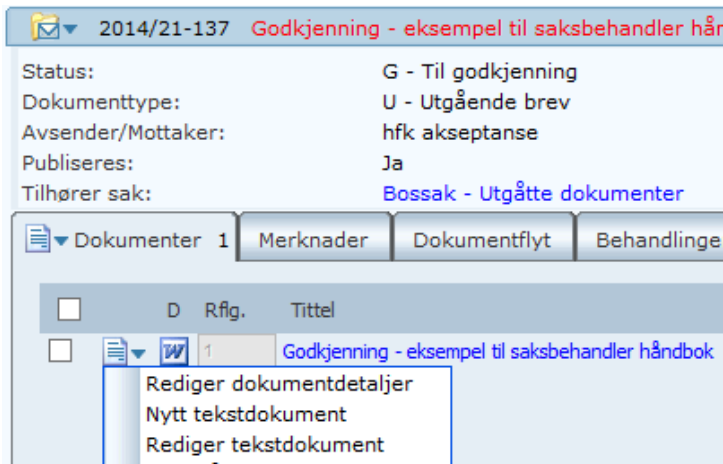 2014/21-137 Godkjenning - eksempel til saksbehandler
Status: G - Til godkjenning
Dokumenttype: U - Utgående brev
Avsender/Mottaker: hfk akseptanse
Publiseres: Ja
Tilhører sak: Bossak - Utgåtte dokumenter
Dokumenter 1 Merknader Dokumentflyt
D Rflg. Tittel
1 Godkjenning - eksempel til saksbehandler håndbok
Rediger dokumentdetaljer
Nytt tekstdokument
Rediger tekstdokument